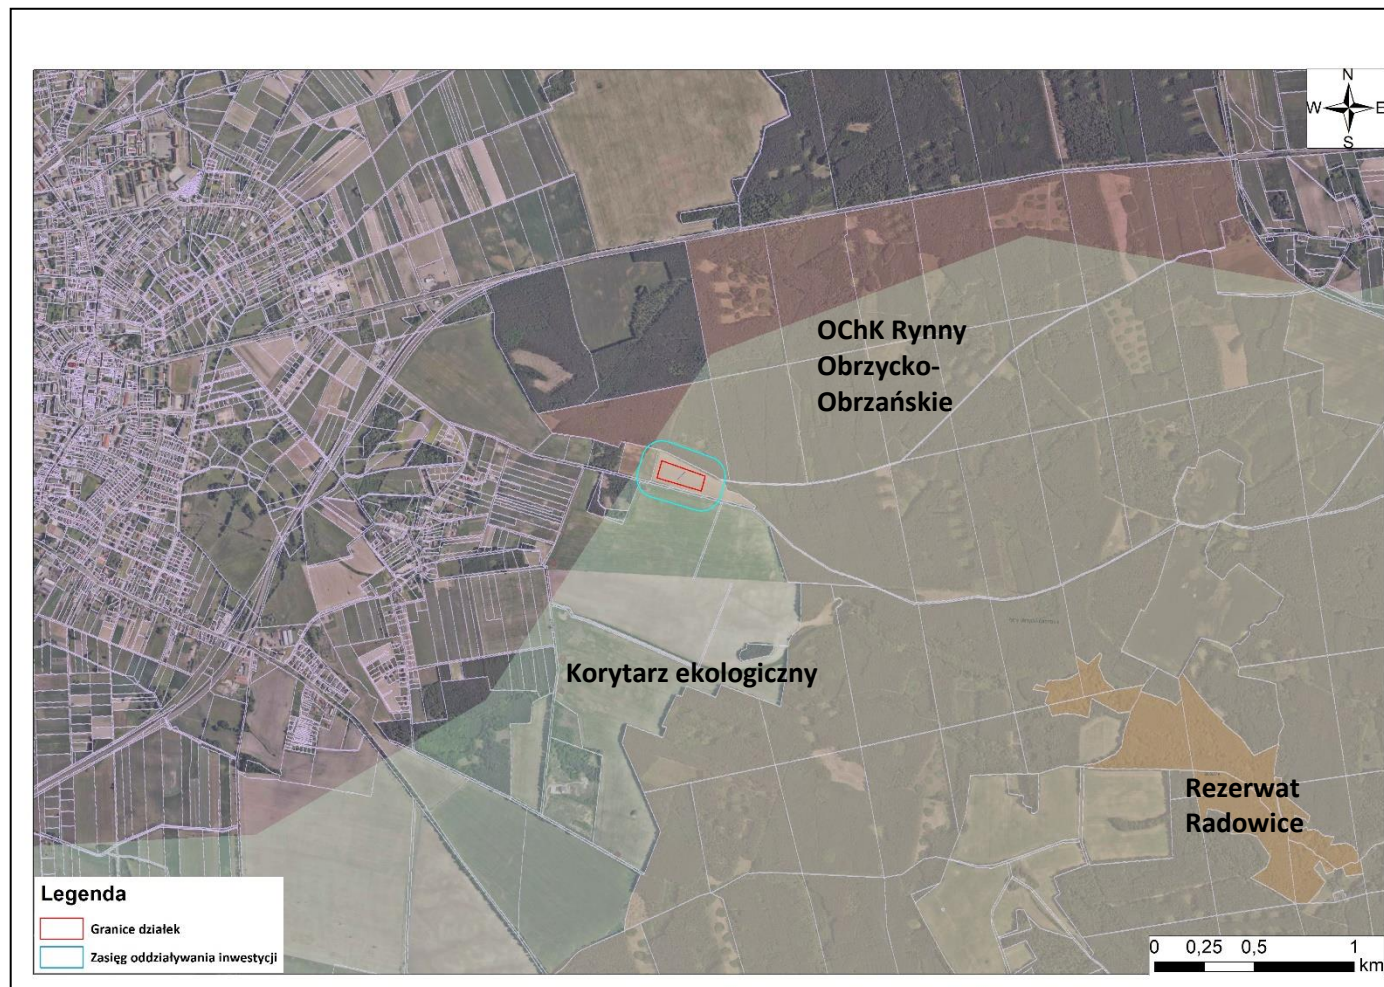 N
W E
S
OChK Rynny
Obrzycko-
Obrzańskie
Korytarz ekologiczny
Rezerwat
Radowice
Legenda
Granice działek
Zasięg oddziaływania inwestycji
0 0,25 0,5 1
km